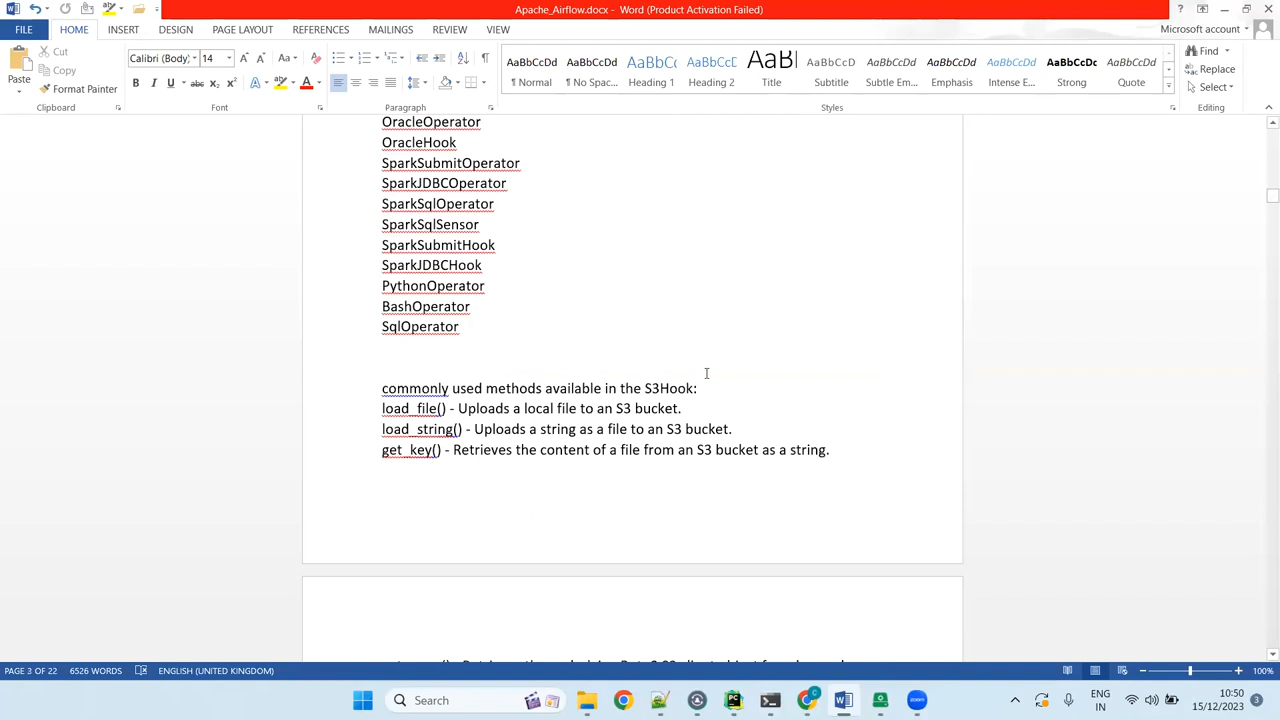 Apache_Airflow.docx - Word (Product Activation Failed)
FILE HOME INSERT DESIGN PAGE LAYOUT REFERENCES MAILINGS REVIEW VIEW Microsoft account
Paste
Cut
Copy
Format Painter
Clipboard
Calibri (Body) 14
Font
Paragraph
AaBbCcDd AaBbCcDd AaBbCc AaBbCcD AaBl AaBbCcD AaBbCcDd AaBbCcDd AaBbCcDd AaBbCcDc AaBbCcDd
¶ Normal ¶ No Spac... Heading 1 Heading 2 Title Subtitle Subtle Em... Emphasis Intense E... Strong Quote
Styles
Find
Replace
Select
Editing
OracleOperator
OracleHook
SparkSubmitOperator
SparkJDBCOperator
SparkSqlOperator
SparkSqlSensor
SparkSubmitHook
SparkJDBCHook
PythonOperator
BashOperator
SqlOperator
commonly used methods available in the S3Hook:
load_file() - Uploads a local file to an S3 bucket.
load_string() - Uploads a string as a file to an S3 bucket.
get_key() - Retrieves the content of a file from an S3 bucket as a string.
PAGE 3 OF 22 6526 WORDS ENGLISH (UNITED KINGDOM) 100%
Search
ENG
IN
10:50
15/12/2023